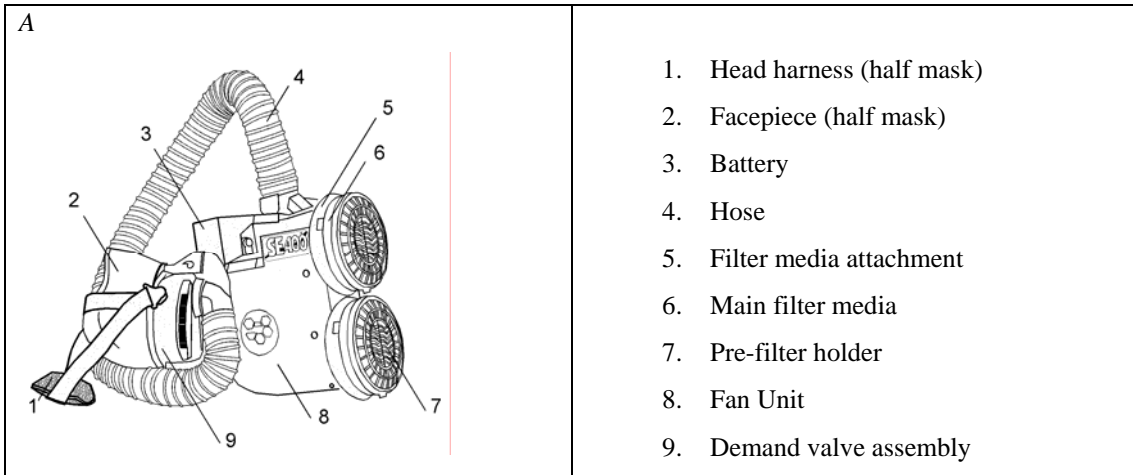 A
4
5
3
6
2
SE400
1
7
8
9
1. Head harness (half mask)
2. Facepiece (half mask)
3. Battery
4. Hose
5. Filter media attachment
6. Main filter media
7. Pre-filter holder
8. Fan Unit
9. Demand valve assembly